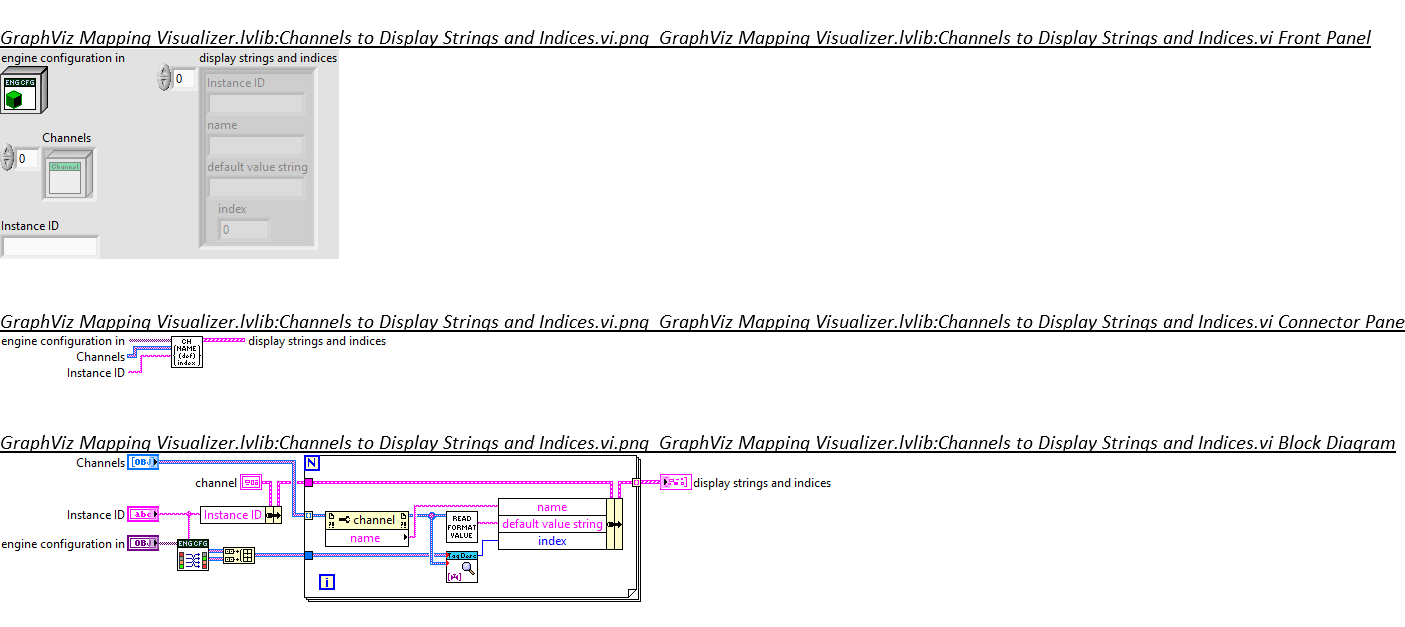 GraphViz Mapping Visualizer.lvlib:Channels to Display Strings and Indices.vi.png GraphViz Mapping Visualizer.lvlib:Channels to Display Strings and Indices.vi Front Panel
engine configuration in
display strings and indices
ENG CFG
0
Instance ID
name
Channels
0
Channel
default value string
index
0
Instance ID
GraphViz Mapping Visualizer.lvlib:Channels to Display Strings and Indices.vi.png GraphViz Mapping Visualizer.lvlib:Channels to Display Strings and Indices.vi Connector Pane
engine configuration in
Channels
Instance ID
CH
(NAME)
(def)
(index)
display strings and indices
GraphViz Mapping Visualizer.lvlib:Channels to Display Strings and Indices.vi.png GraphViz Mapping Visualizer.lvlib:Channels to Display Strings and Indices.vi Block Diagram
Channels
[OBJ]
N
channel
display strings and indices
Instance ID
abc
Instance ID
channel
name
READ
FORMAT
VALUE
name
default value string
index
engine configuration in
OBJ
ENG CFG
Tag Desc
i